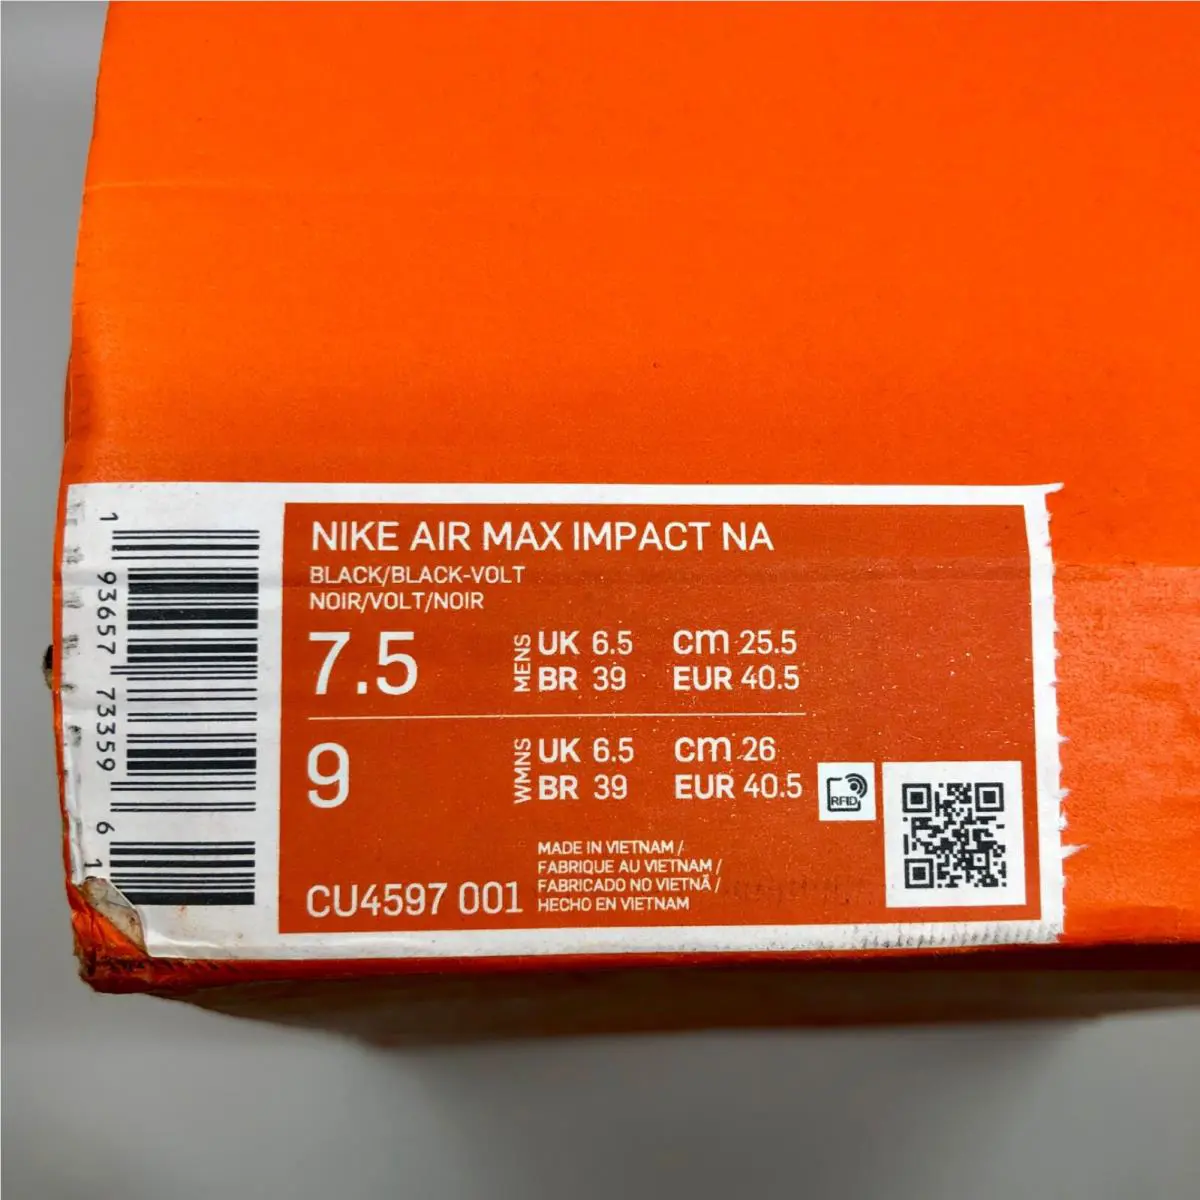 NIKE AIR MAX IMPACT NA
BLACK/BLACK-VOLT
NOIR/VOLT/NOIR
7.5 MENS UK 6.5 cm 25.5
BR 39 EUR 40.5
9 WMNS UK 6.5 cm 26
BR 39 EUR 40.5
RFID
MADE IN VIETNAM /
FABRIQUE AU VIETNAM /
FABRICADO NO VIETNÃ /
HECHO EN VIETNAM
CU4597 001
1 93657 73359 6
1